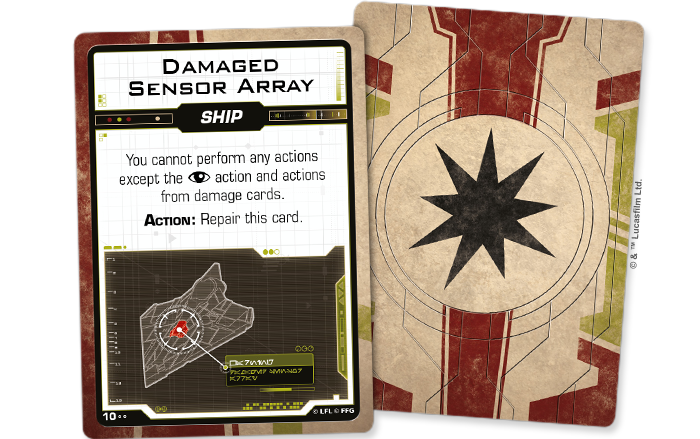 DAMAGED
SENSOR ARRAY
SHIP
You cannot perform any actions
except the action and actions
from damage cards.
ACTION: Repair this card.
10
© LFL © FFG
© & ™ Lucasfilm Ltd.